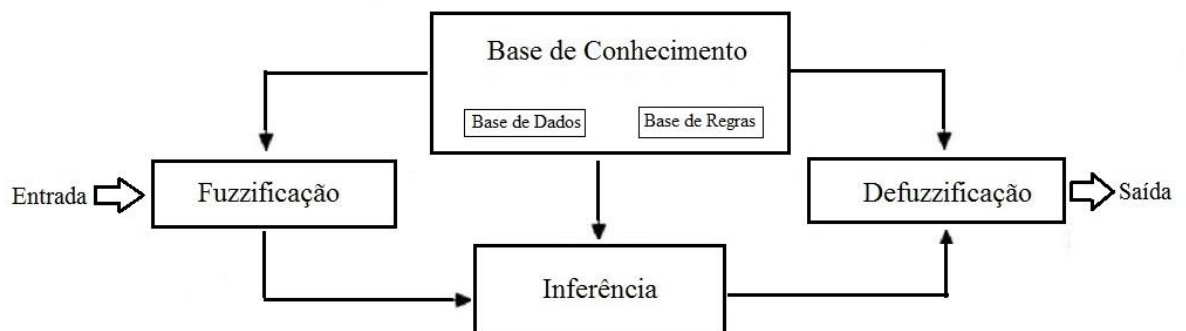 Base de Conhecimento
Base de Dados
Base de Regras
Entrada
Fuzzificação
Defuzzificação
Saída
Inferência